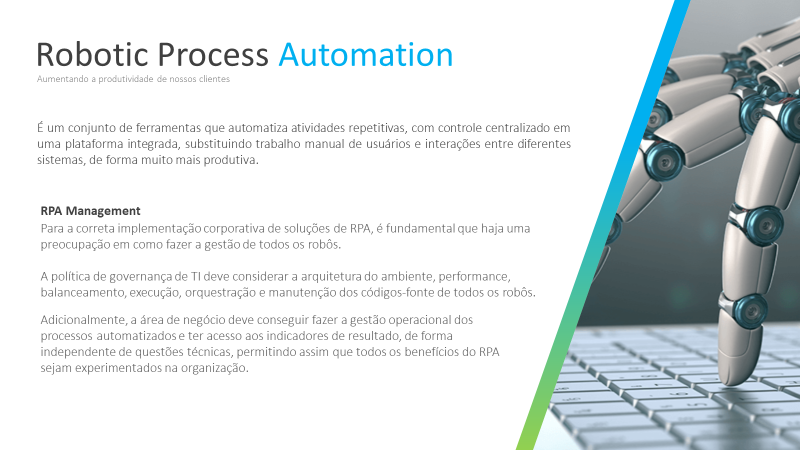 Robotic Process Automation
Aumentando a produtividade de nossos clientes
É um conjunto de ferramentas que automatiza atividades repetitivas, com controle centralizado em
uma plataforma integrada, substituindo trabalho manual de usuários e interações entre diferentes
sistemas, de forma muito mais produtiva.
RPA Management
Para a correta implementação corporativa de soluções de RPA, é fundamental que haja uma
preocupação em como fazer a gestão de todos os robôs.
A política de governança de TI deve considerar a arquitetura do ambiente, performance,
balanceamento, execução, orquestração e manutenção dos códigos-fonte de todos os robôs.
Adicionalmente, a área de negócio deve conseguir fazer a gestão operacional dos
processos automatizados e ter acesso aos indicadores de resultado, de forma
independente de questões técnicas, permitindo assim que todos os benefícios do RPA
sejam experimentados na organização.